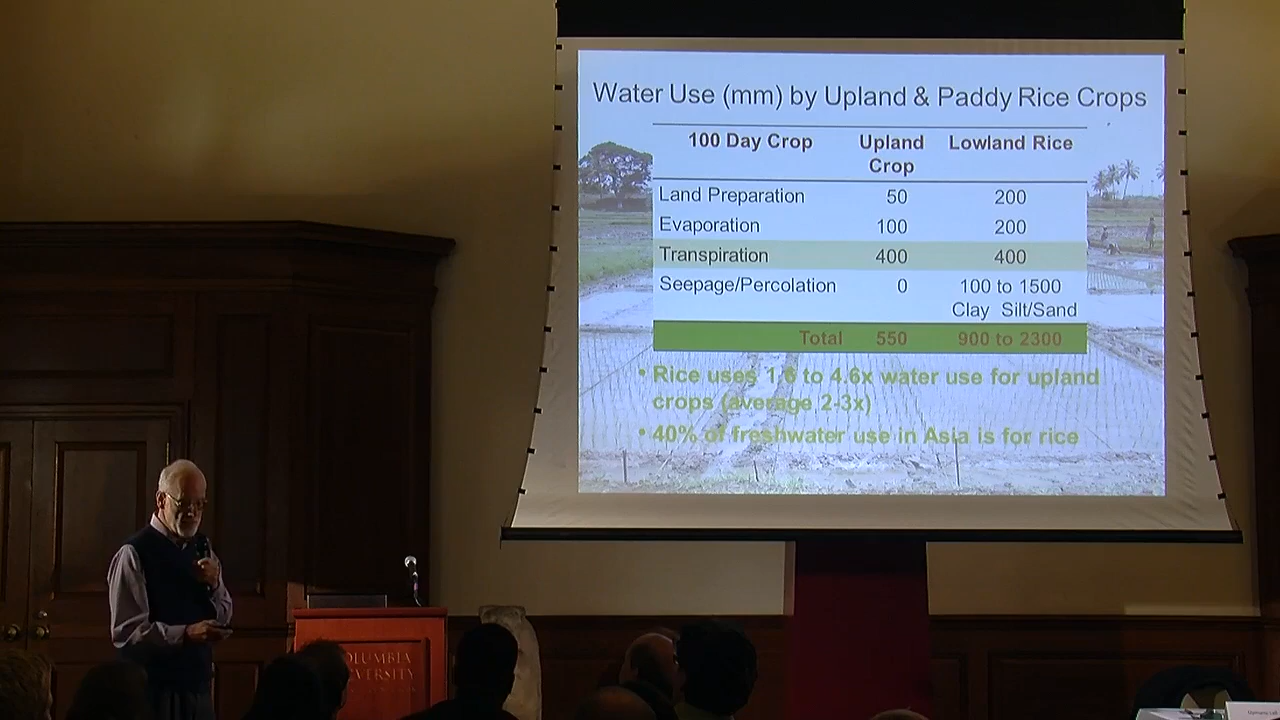 Water Use (mm) by Upland & Paddy Rice Crops
100 Day Crop Upland Crop Lowland Rice
Land Preparation 50 200
Evaporation 100 200
Transpiration 400 400
Seepage/Percolation 0 100 to 1500
Clay Silt/Sand
Total 550 900 to 2300
• Rice uses 1.6 to 4.6x water use for upland
crops (average 2-3x)
• 40% of freshwater use in Asia is for rice
OLUMBIA
VERSITY